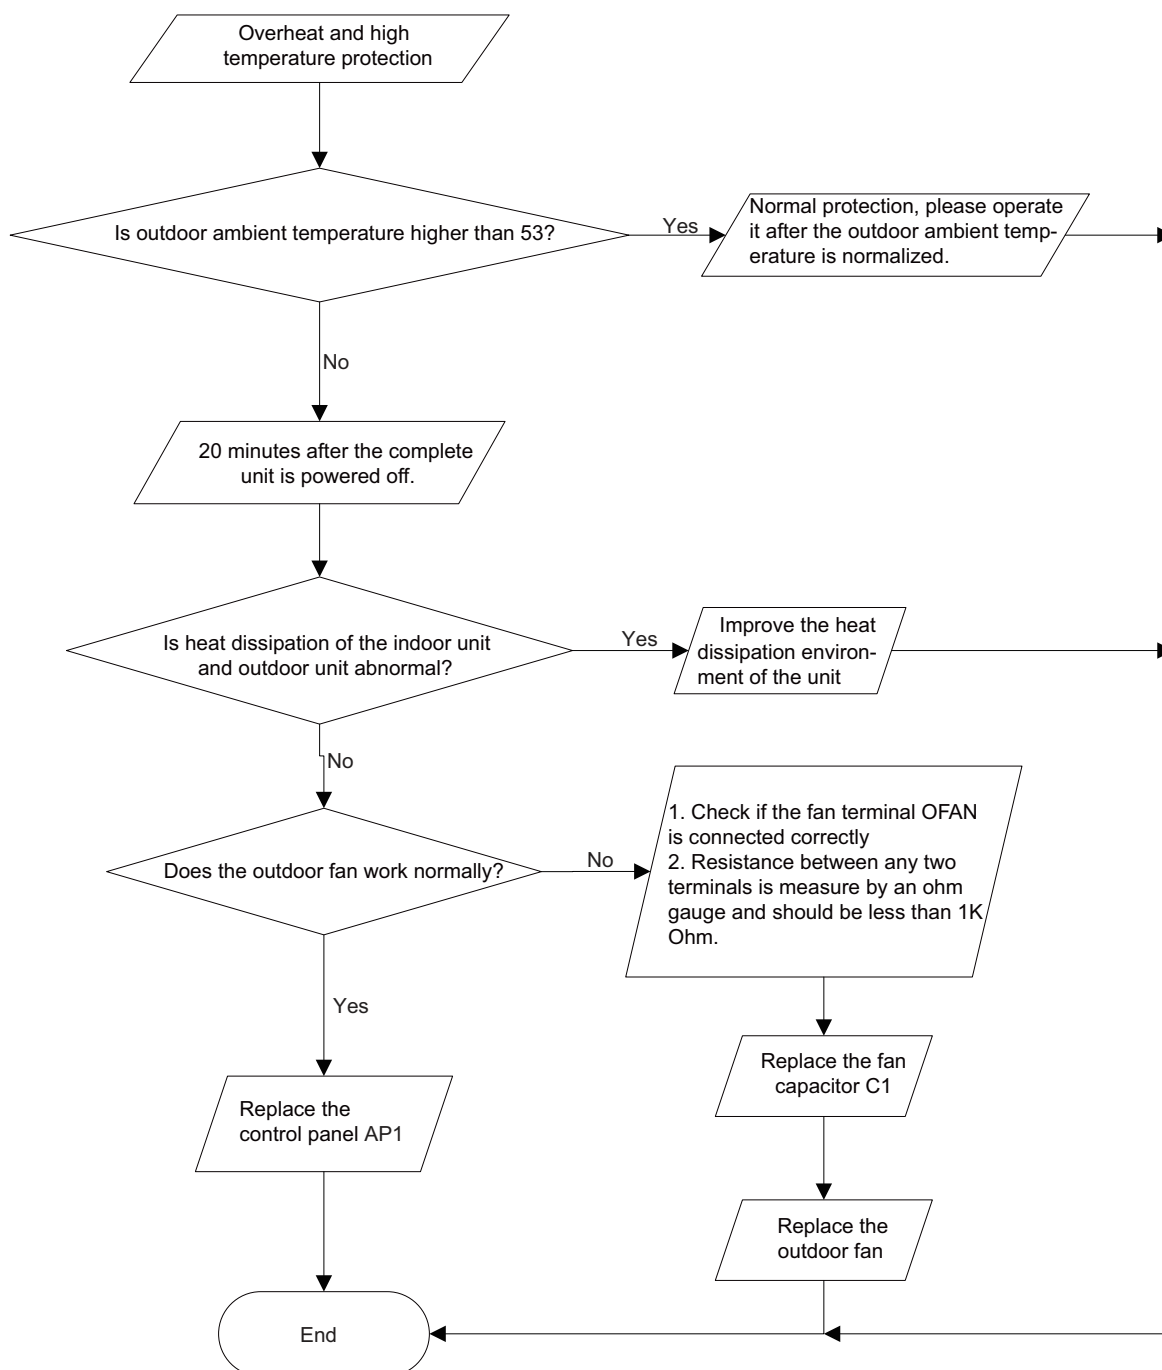 Overheat and high
temperature protection
Is outdoor ambient temperature higher than 53?
Yes
Normal protection, please operate
it after the outdoor ambient temp-
erature is normalized.
No
20 minutes after the complete
unit is powered off.
Is heat dissipation of the indoor unit
and outdoor unit abnormal?
Yes
Improve the heat
dissipation environ-
ment of the unit
No
Does the outdoor fan work normally?
No
1. Check if the fan terminal OFAN
is connected correctly
2. Resistance between any two
terminals is measure by an ohm
gauge and should be less than 1K
Ohm.
Yes
Replace the fan
capacitor C1
Replace the
control panel AP1
Replace the
outdoor fan
End